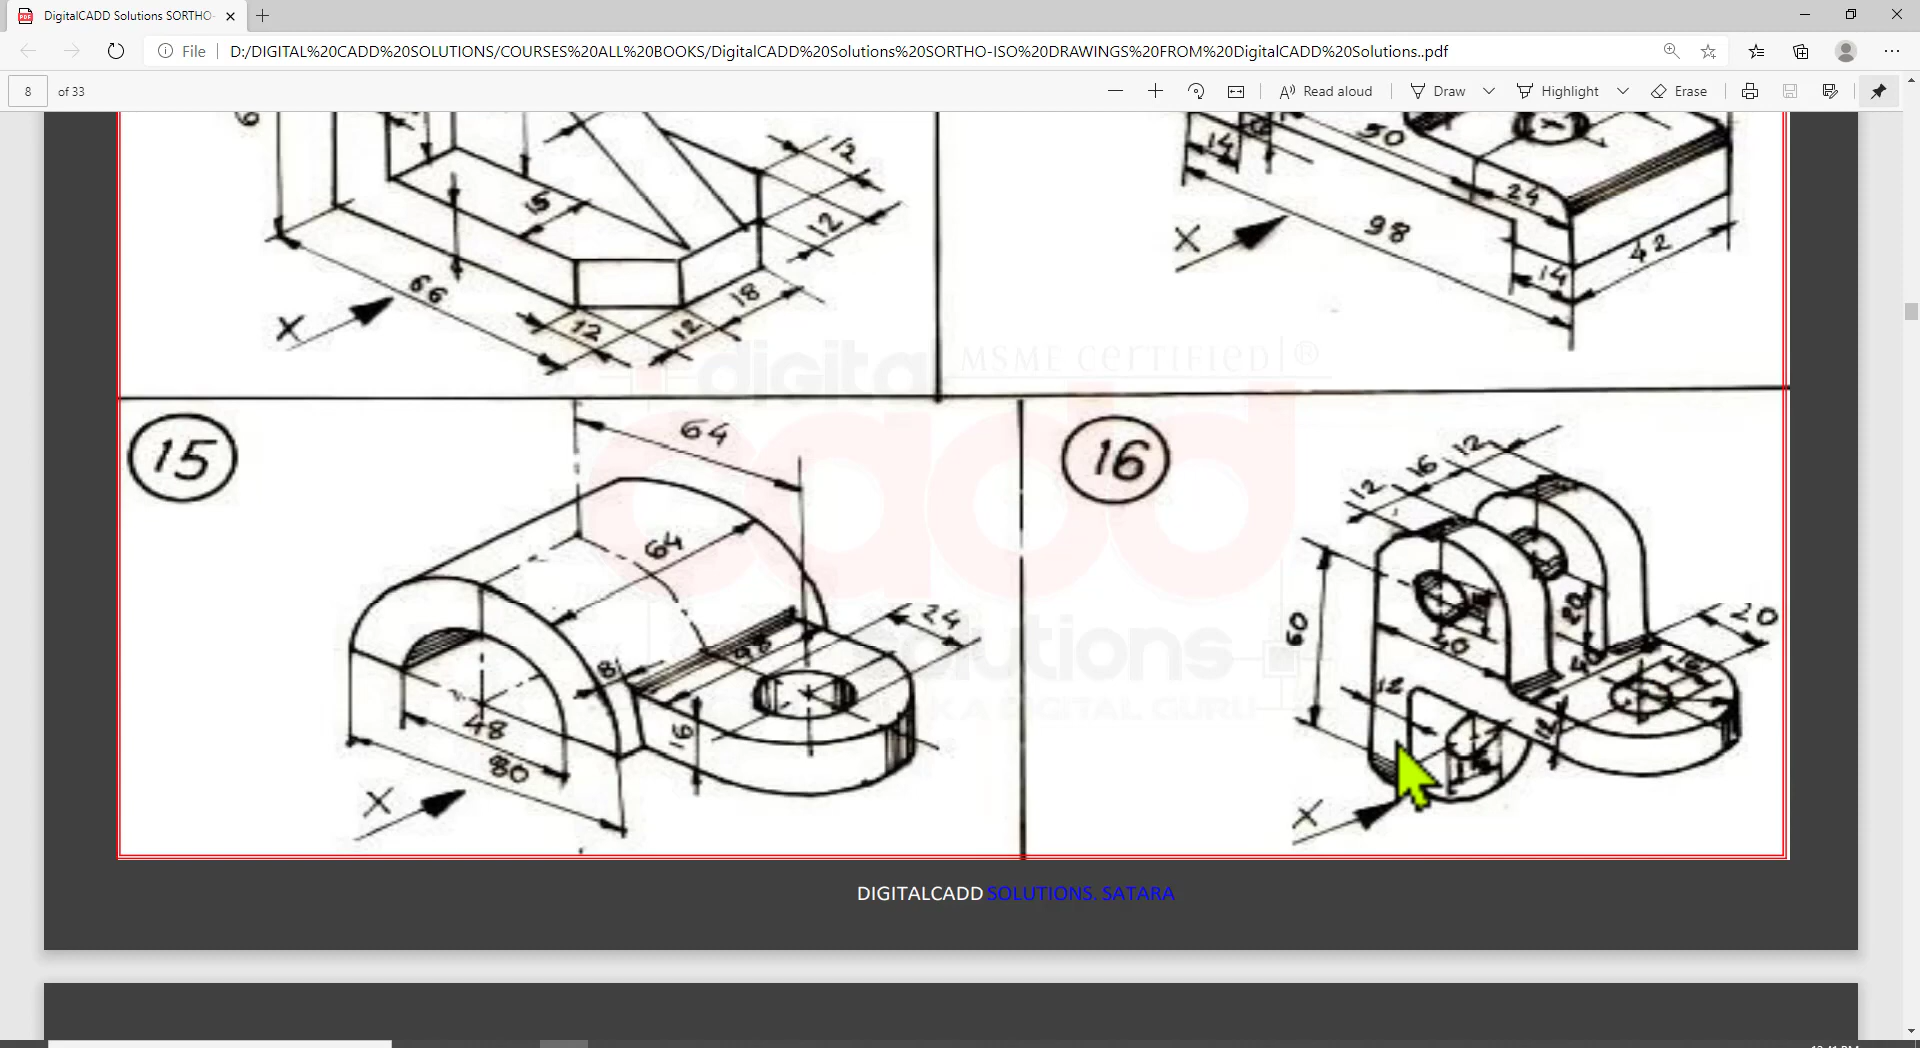 DigitalCADD Solutions SORTHO-
File
D:/DIGITAL%20CADD%20SOLUTIONS/COURSES%20ALL%20BOOKS/DigitalCADD%20Solutions%20SORTHO-ISO%20DRAWINGS%20FROM%20DigitalCADD%20Solutions..pdf
8 of 33
Read aloud
Draw
Highlight
Erase
15
12
12
66
18
12
12
X
50
14
24
98
42
14
X
digital MSME CERTIFIED ®
cadd
solutions
A DIGITAL GURU
15
64
64
24
8
16
48
80
X
16
12
16
12
60
40
20
40
20
16
12
12
X
DIGITALCADD SOLUTIONS. SATARA